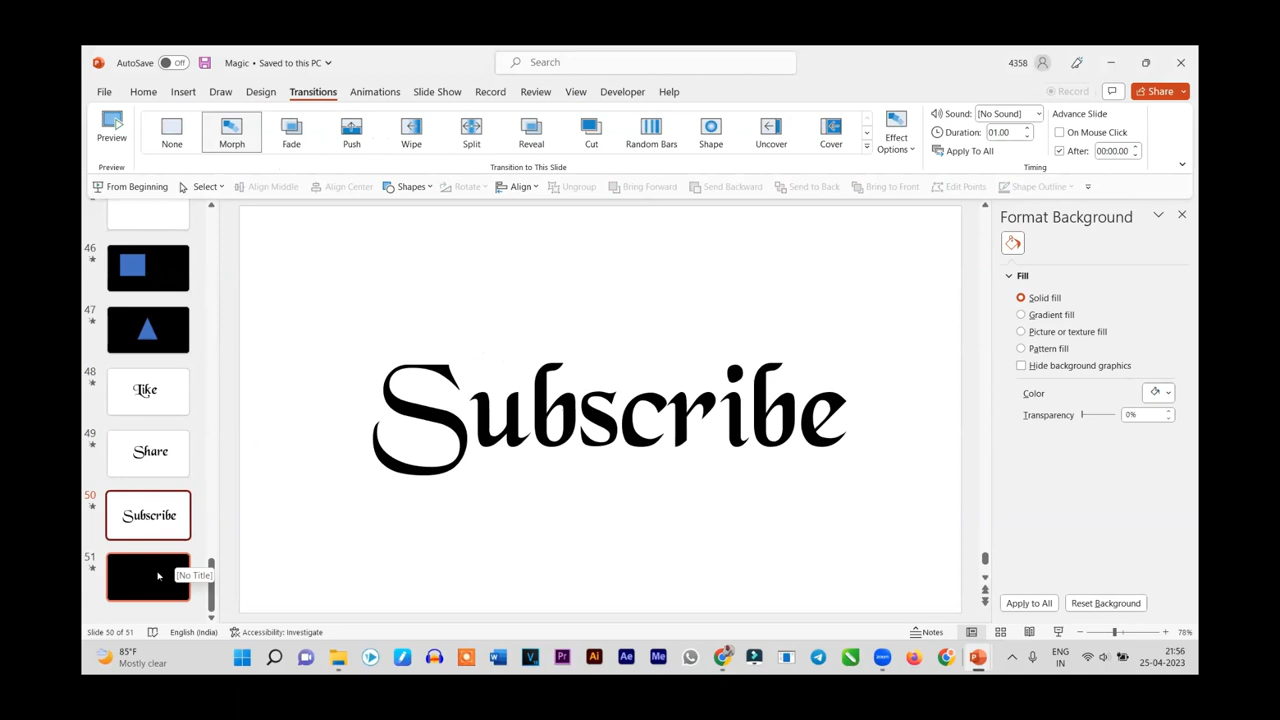 AutoSave Off Magic • Saved to this PC Search 4358
File Home Insert Draw Design Transitions Animations Slide Show Record Review View Developer Help Record Share
Preview None Morph Fade Push Wipe Split Reveal Cut Random Bars Shape Uncover Cover Effect Options
Sound: [No Sound] Advance Slide
Duration: 01.00 On Mouse Click
Apply To All After: 00:00.00
Preview Transition to This Slide Timing
From Beginning Select Align Middle Align Center Shapes Rotate Align Ungroup Bring Forward Send Backward Send to Back Bring to Front Edit Points Shape Outline
46
47
48
Like
49
Share
50
Subscribe
51
[No Title]
Subscribe
Format Background
Fill
Solid fill
Gradient fill
Picture or texture fill
Pattern fill
Hide background graphics
Color
Transparency 0%
Apply to All Reset Background
Slide 50 of 51 English (India) Accessibility: Investigate Notes 78%
85°F
Mostly clear
ENG
IN
21:56
25-04-2023